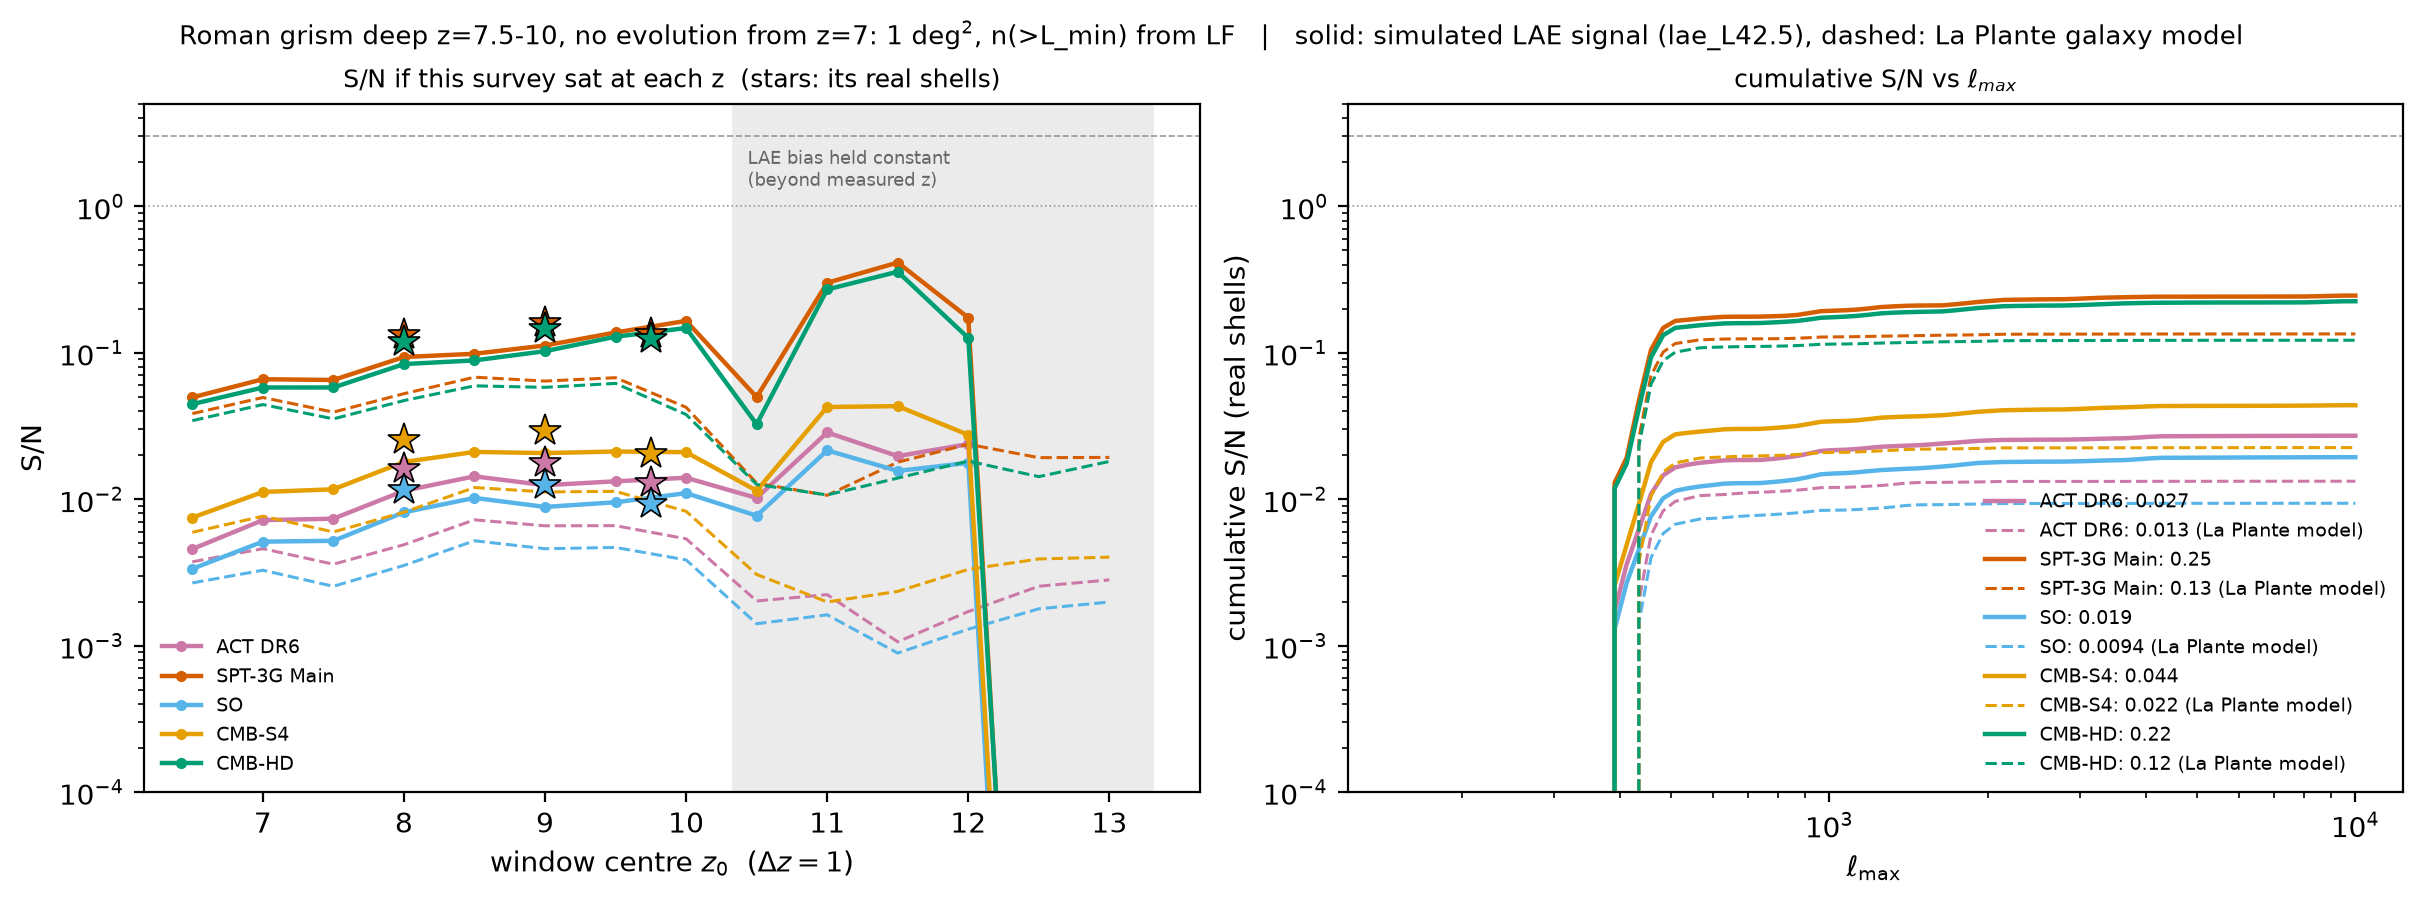 Roman grism deep z=7.5-10, no evolution from z=7: 1 deg², n(>L_min) from LF | solid: simulated LAE signal (lae_L42.5), dashed: La Plante galaxy model
S/N if this survey sat at each z (stars: its real shells)
LAE bias held constant
(beyond measured z)
S/N
10⁰
10⁻¹
10⁻²
10⁻³
10⁻⁴
ACT DR6
SPT-3G Main
SO
CMB-S4
CMB-HD
7 8 9 10 11 12 13
window centre z₀ (Δz = 1)
cumulative S/N vs ℓ_max
cumulative S/N (real shells)
10⁰
10⁻¹
10⁻²
10⁻³
10⁻⁴
ACT DR6: 0.027
ACT DR6: 0.013 (La Plante model)
SPT-3G Main: 0.25
SPT-3G Main: 0.13 (La Plante model)
SO: 0.019
SO: 0.0094 (La Plante model)
CMB-S4: 0.044
CMB-S4: 0.022 (La Plante model)
CMB-HD: 0.22
CMB-HD: 0.12 (La Plante model)
10³ 10⁴
ℓ_max